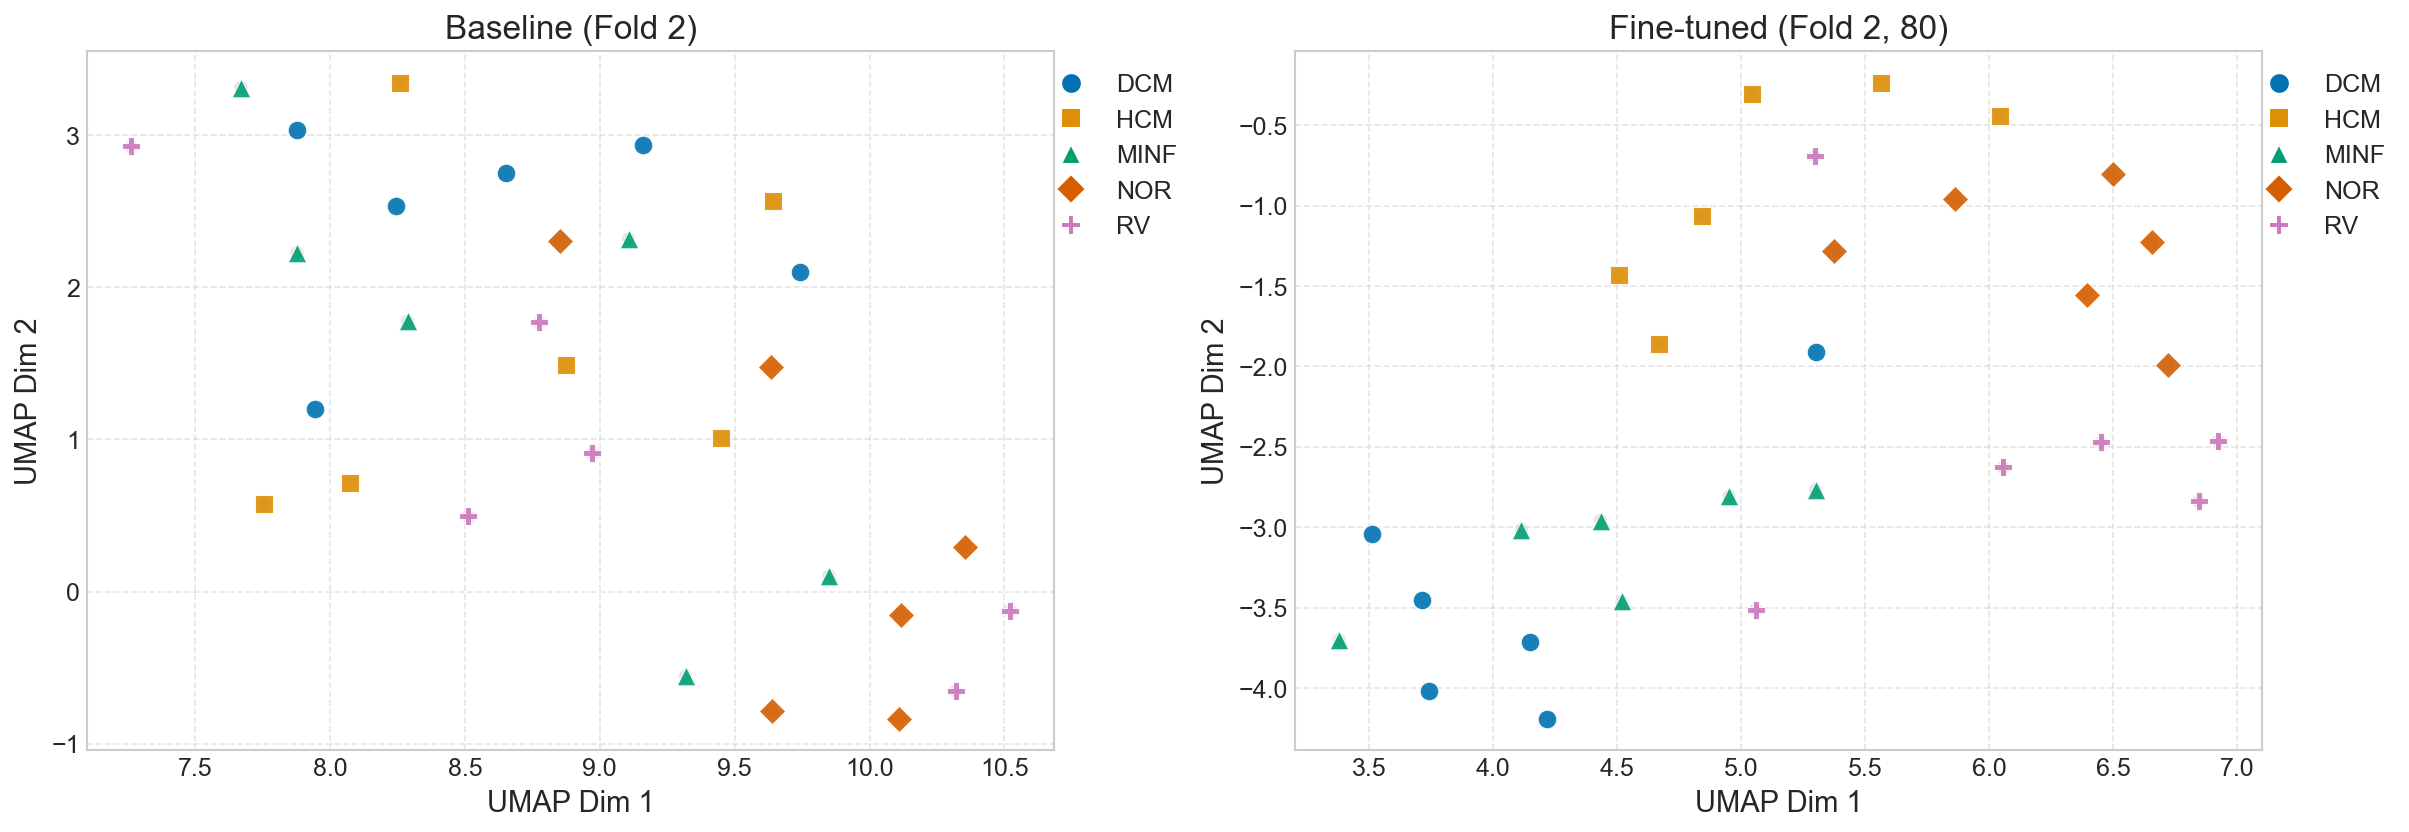 Baseline (Fold 2)
3
2
1
0
−1
UMAP Dim 2
7.5 8.0 8.5 9.0 9.5 10.0 10.5
UMAP Dim 1
DCM
HCM
MINF
NOR
RV
Fine-tuned (Fold 2, 80)
−0.5
−1.0
−1.5
−2.0
−2.5
−3.0
−3.5
−4.0
UMAP Dim 2
3.5 4.0 4.5 5.0 5.5 6.0 6.5 7.0
UMAP Dim 1
DCM
HCM
MINF
NOR
RV